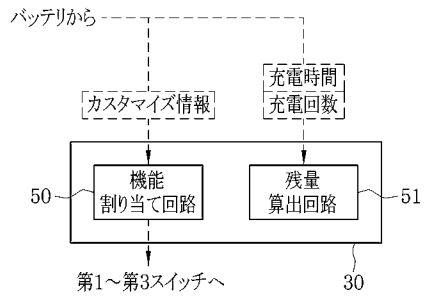 バッテリから
カスタマイズ情報
充電時間
充電回数
50
機能
割り当て回路
残量
算出回路
51
第1~第3スイッチへ
30